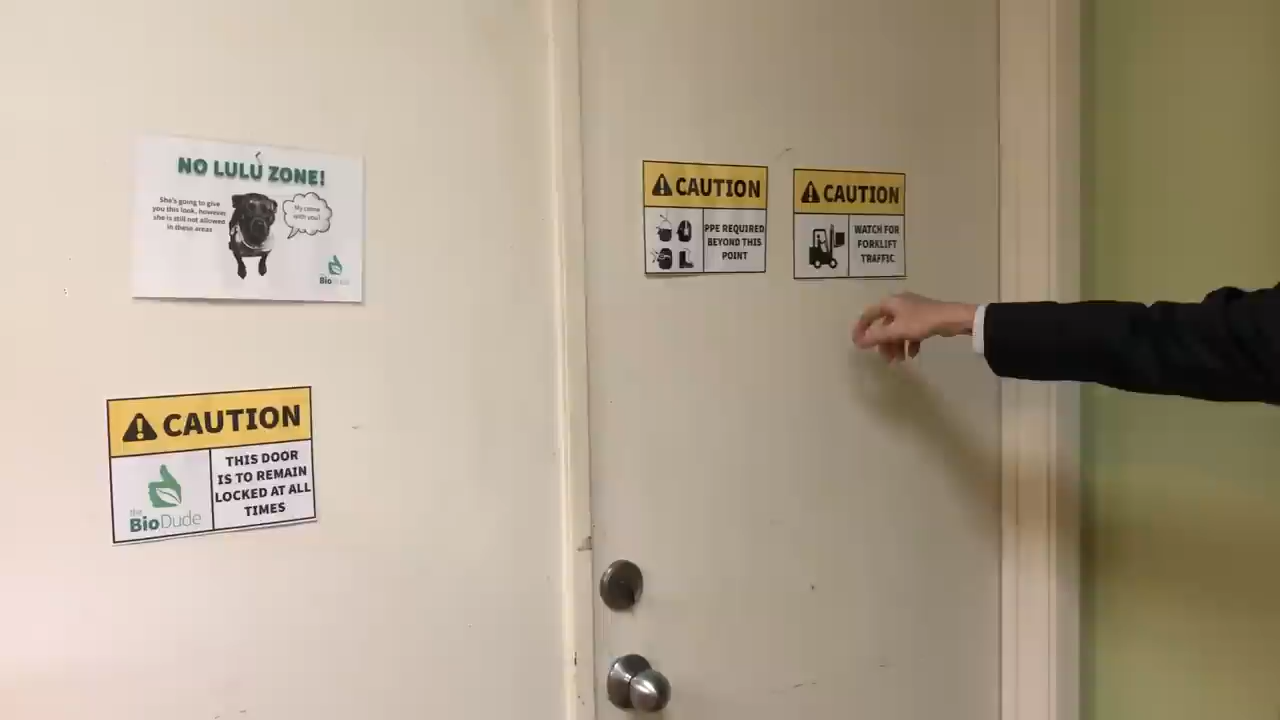 NO LULU ZONE!
She's going to give
you this look, however
she is still not allowed
in these areas
My come
with you?
the
BioDude
CAUTION
THIS DOOR
IS TO REMAIN
LOCKED AT ALL
TIMES
the
BioDude
CAUTION
PPE REQUIRED
BEYOND THIS
POINT
CAUTION
WATCH FOR
FORKLIFT
TRAFFIC